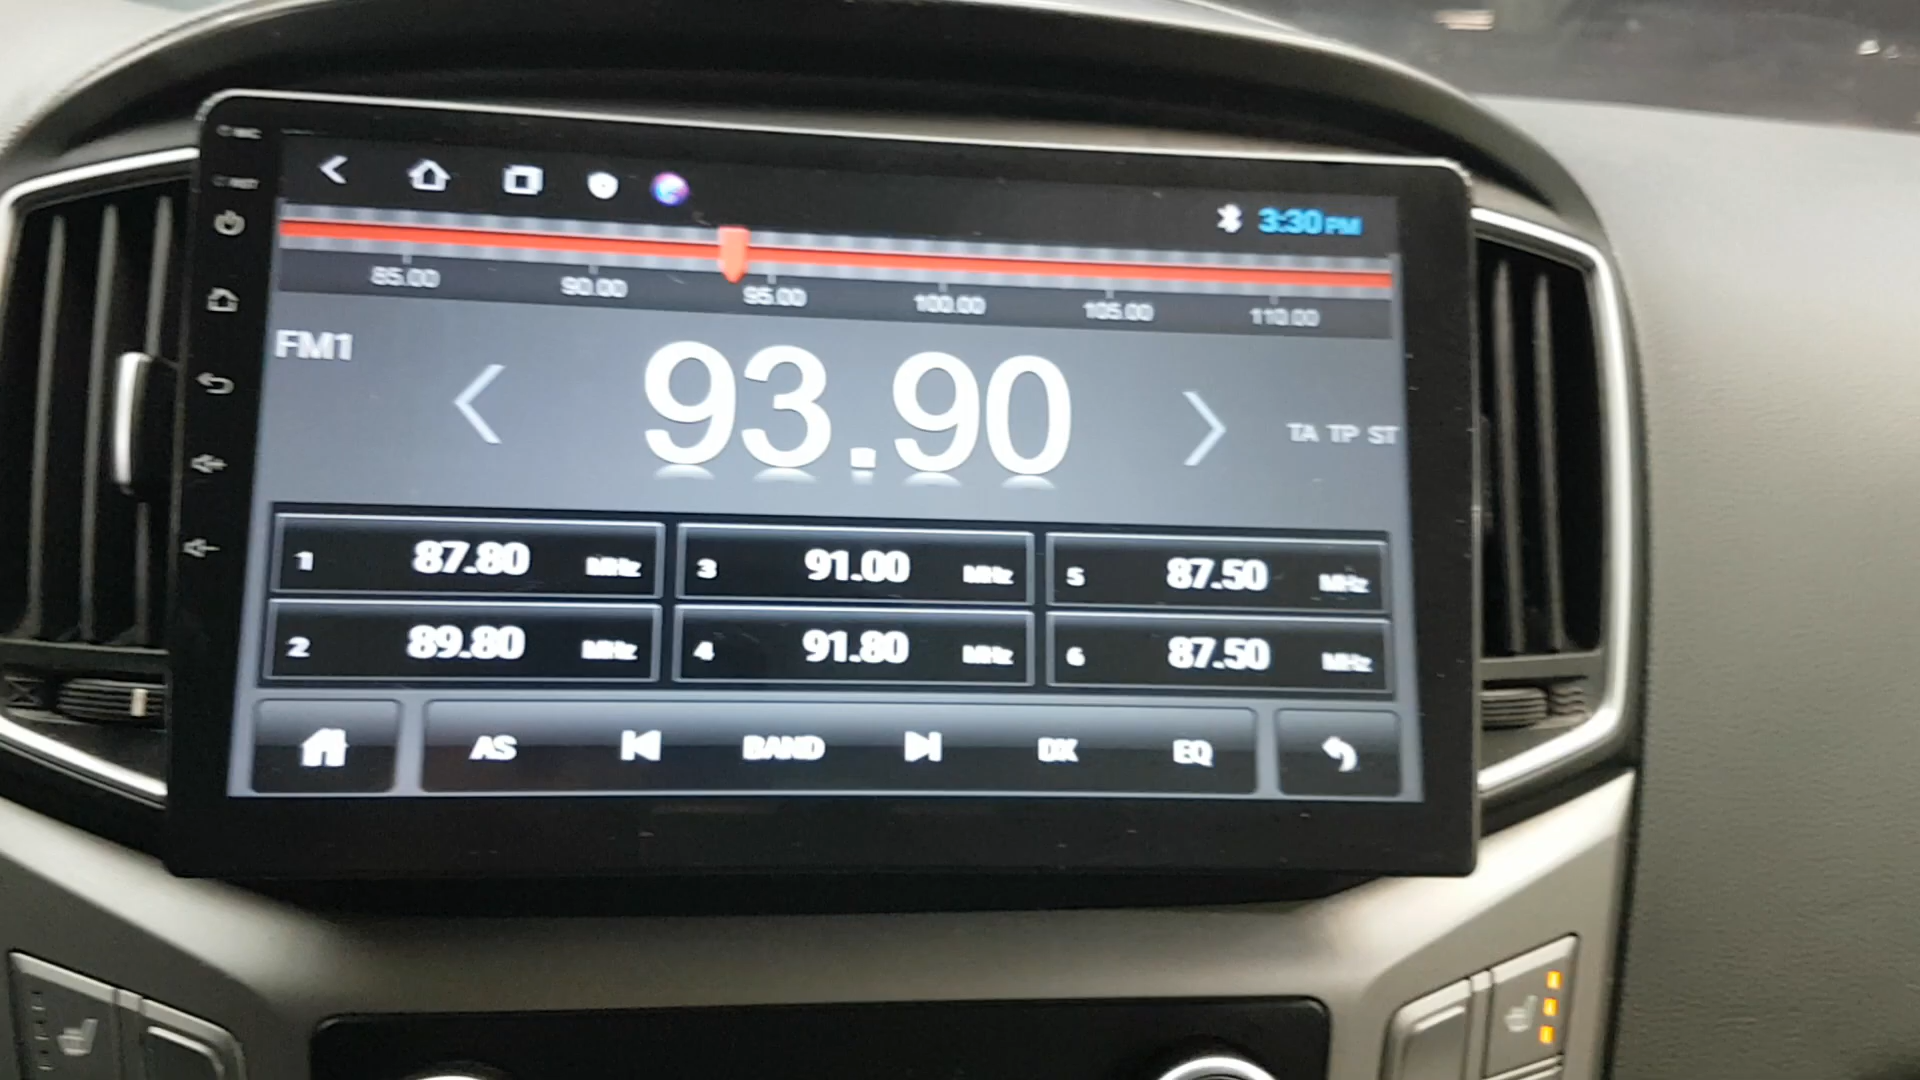 3:30 PM
85.00 90.00 95.00 100.00 105.00 110.00
FM1
93.90
TA TP ST
1 87.80 MHz 3 91.00 MHz 5 87.50 MHz
2 89.80 MHz 4 91.80 MHz 6 87.50 MHz
AS BAND DX EQ